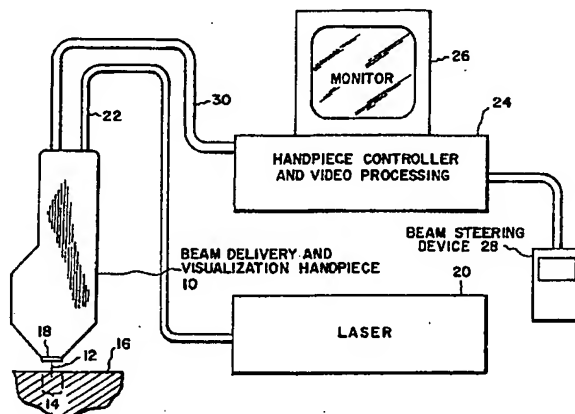 MONITOR
26
30
22
24
HANDPIECE CONTROLLER
AND VIDEO PROCESSING
BEAM STEERING
DEVICE 28
BEAM DELIVERY AND
VISUALIZATION HANDPIECE
10
20
LASER
18
12
16
14